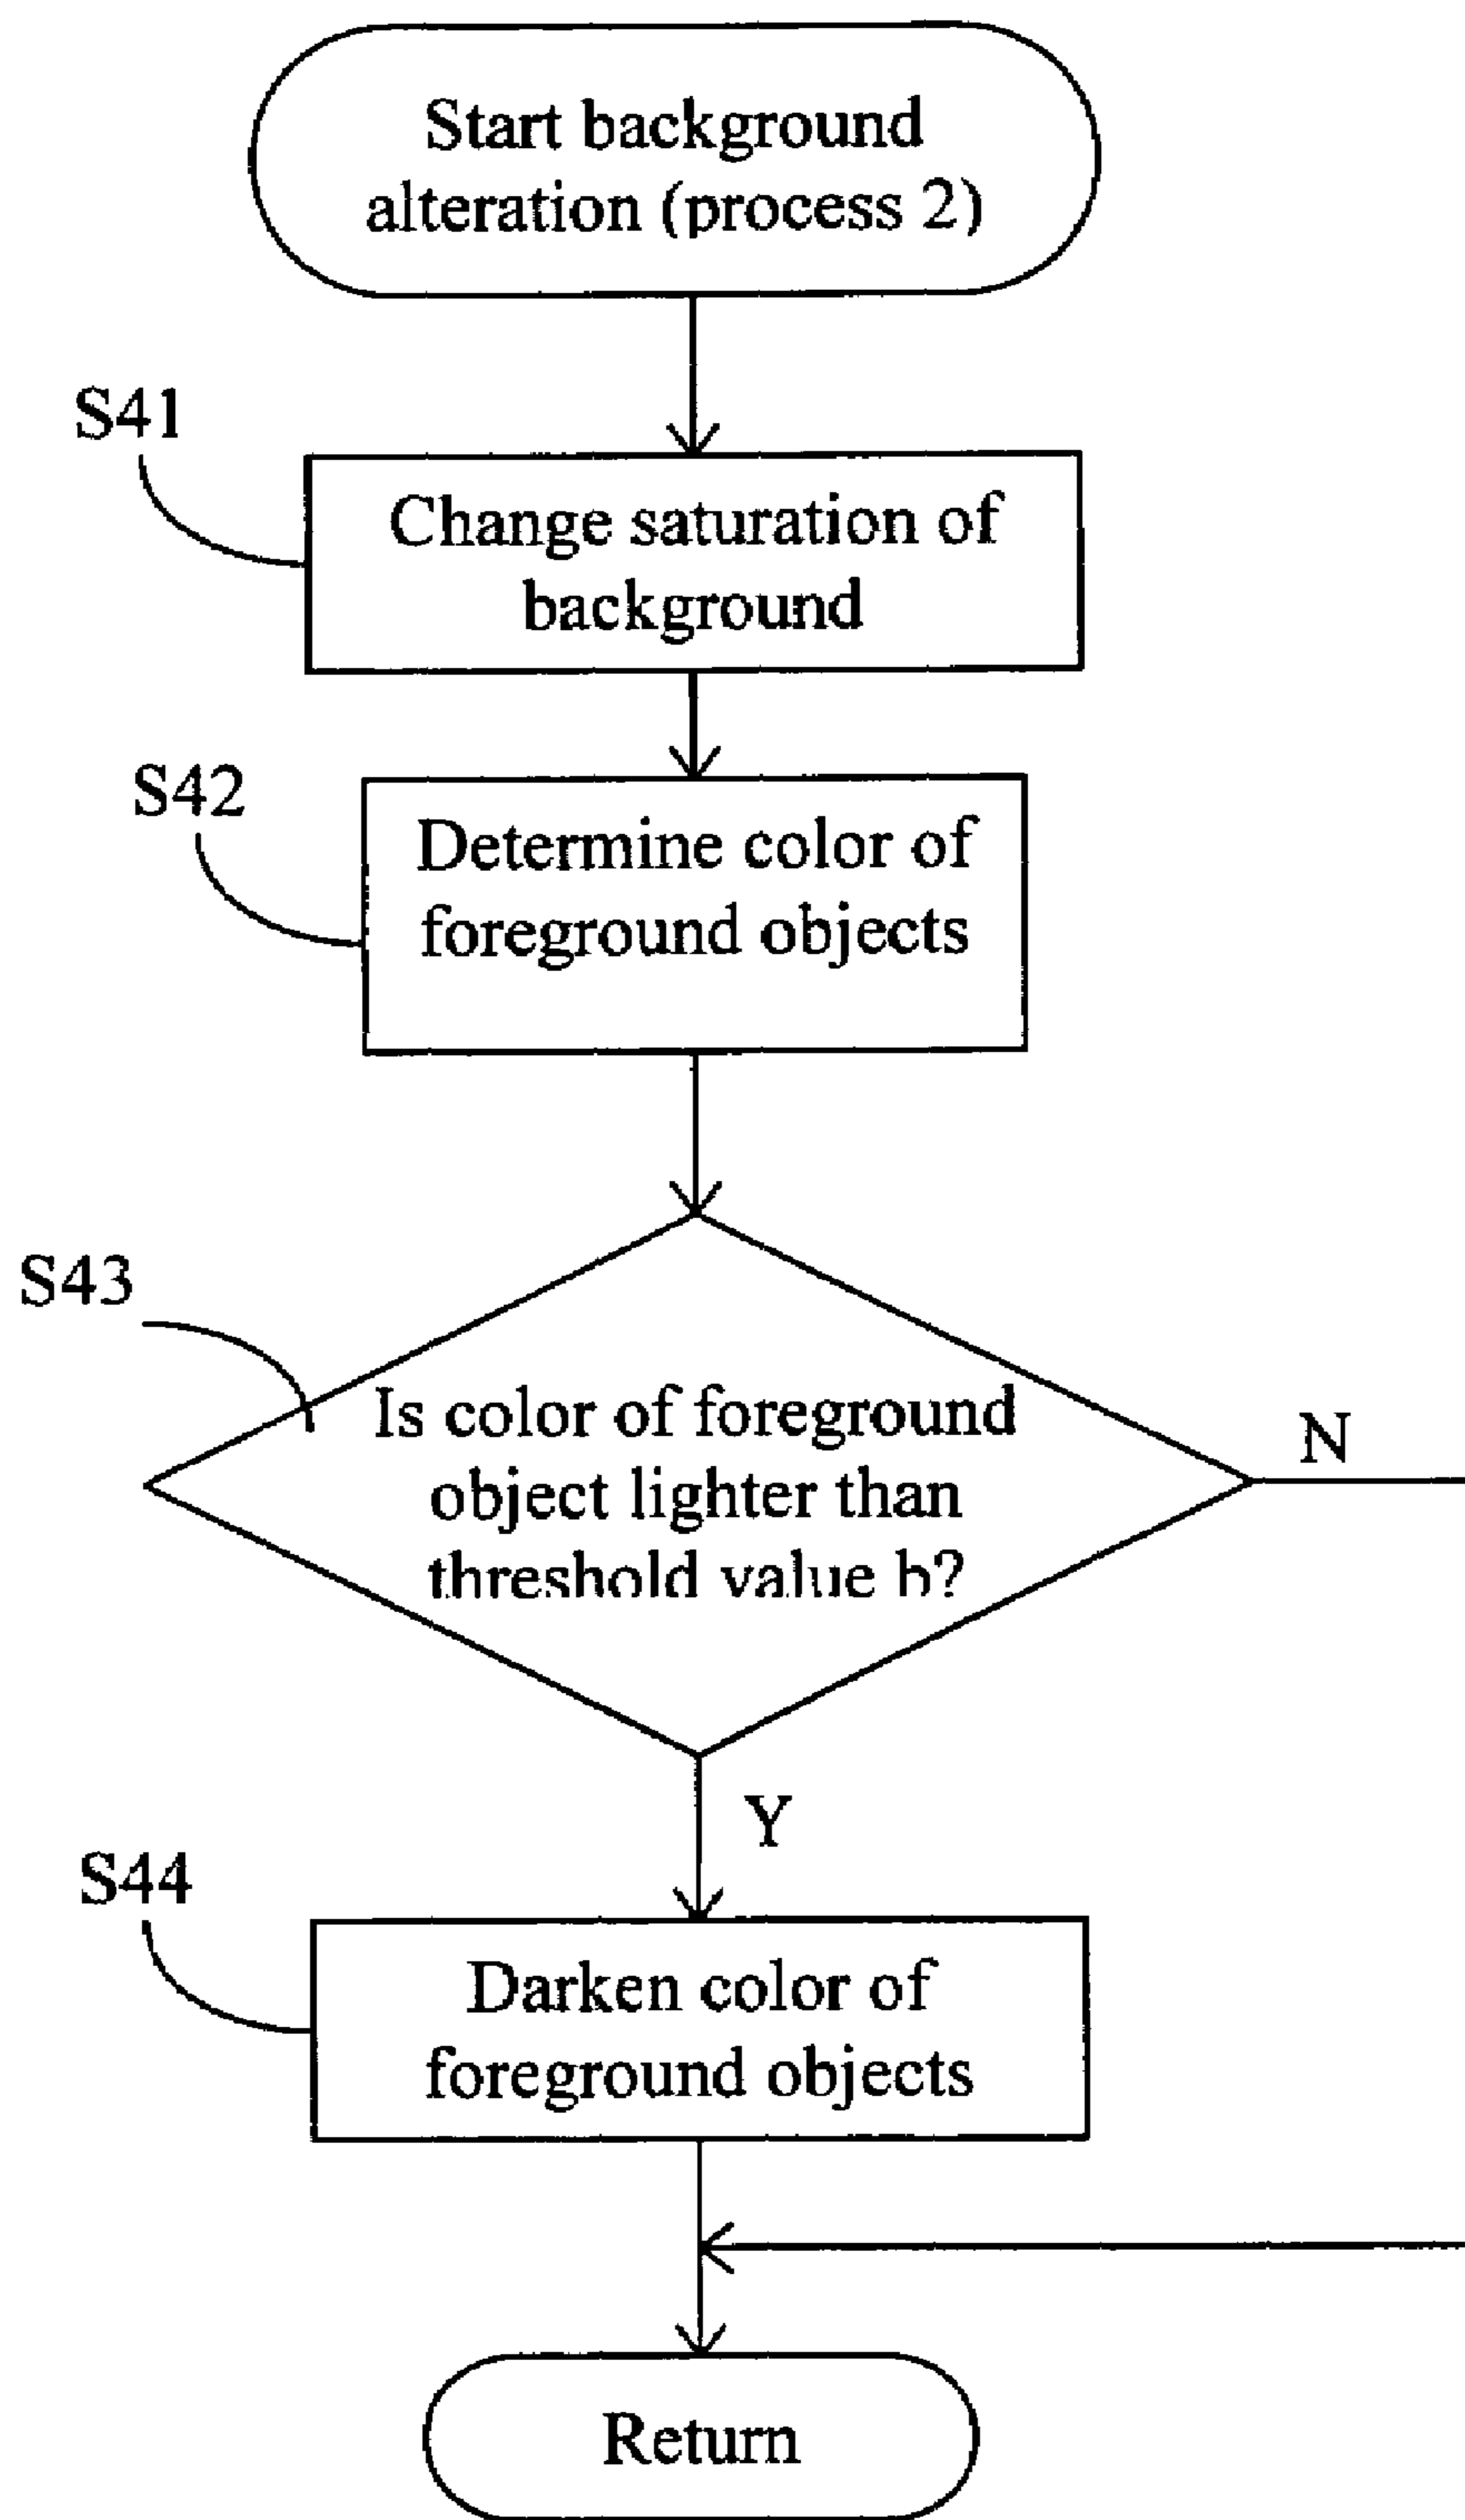 Start background
alteration (process 2)
S41
Change saturation of
background
S42
Determine color of
foreground objects
S43
Is color of foreground
object lighter than
threshold value b?
N
Y
S44
Darken color of
foreground objects
Return